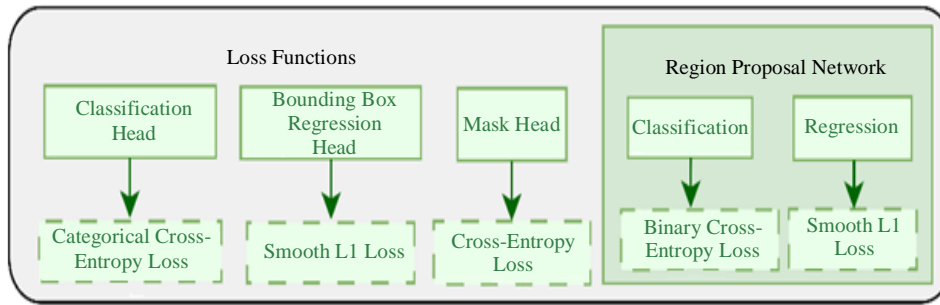 Loss Functions
Region Proposal Network
Classification
Head
Bounding Box
Regression
Head
Mask Head
Classification
Regression
Categorical Cross-
Entropy Loss
Smooth L1 Loss
Cross-Entropy
Loss
Binary Cross-
Entropy Loss
Smooth L1
Loss